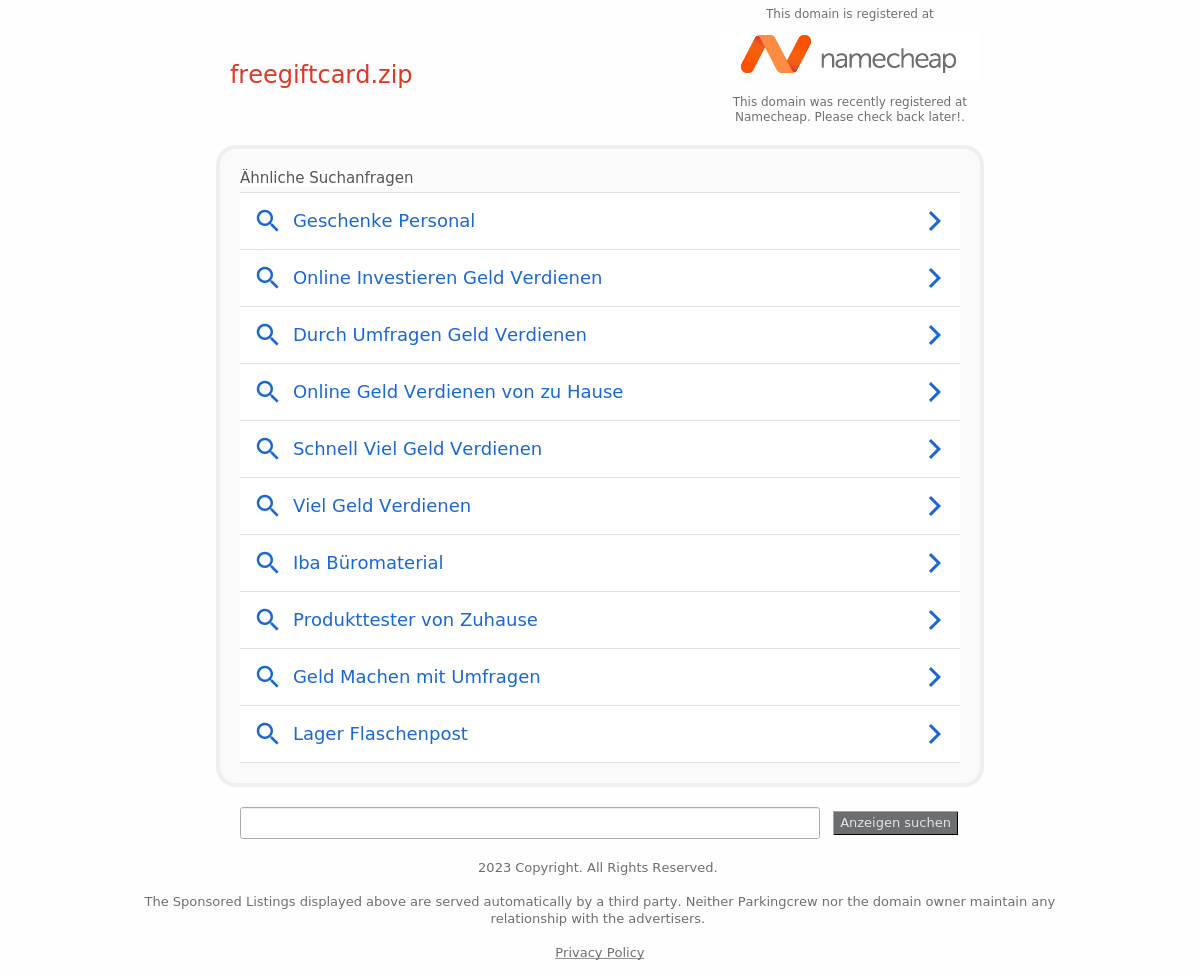 This domain is registered at
namecheap
freegiftcard.zip
This domain was recently registered at
Namecheap. Please check back later!.
Ähnliche Suchanfragen
Geschenke Personal
Online Investieren Geld Verdienen
Durch Umfragen Geld Verdienen
Online Geld Verdienen von zu Hause
Schnell Viel Geld Verdienen
Viel Geld Verdienen
Iba Büromaterial
Produkttester von Zuhause
Geld Machen mit Umfragen
Lager Flaschenpost
Anzeigen suchen
2023 Copyright. All Rights Reserved.
The Sponsored Listings displayed above are served automatically by a third party. Neither Parkingcrew nor the domain owner maintain any
relationship with the advertisers.
Privacy Policy